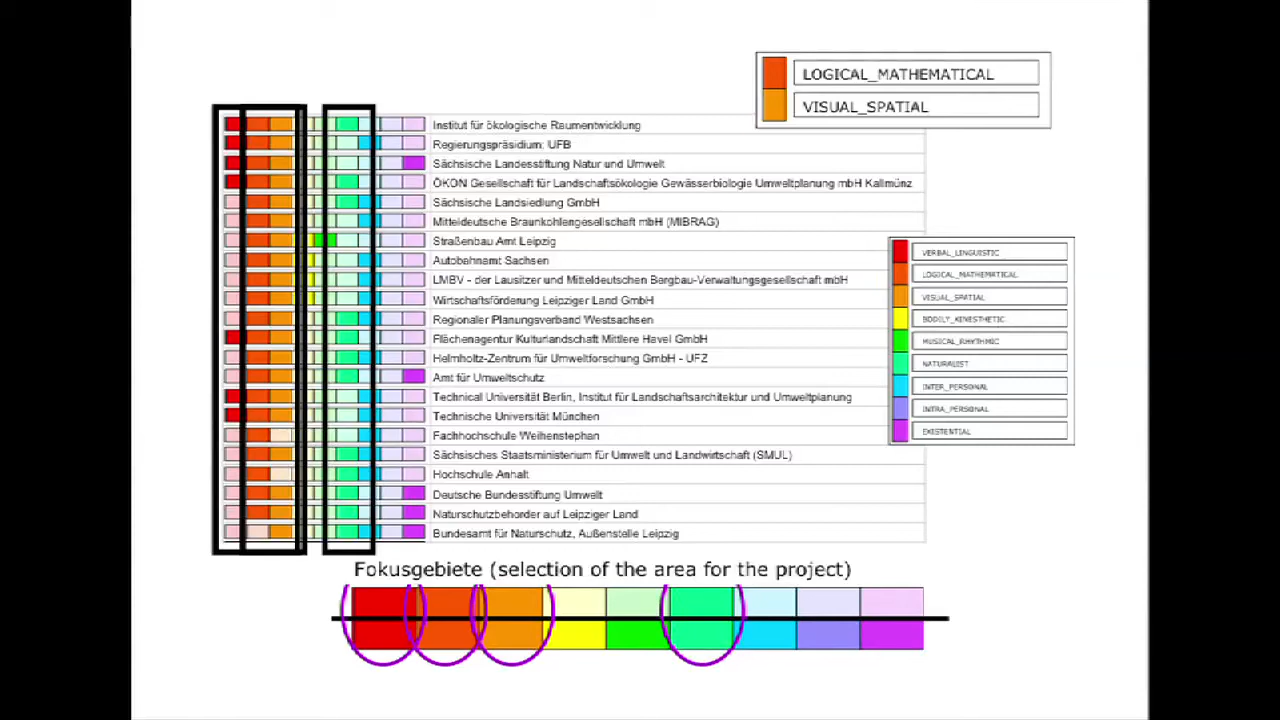 LOGICAL_MATHEMATICAL
VISUAL_SPATIAL
Institut für ökologische Raumentwicklung
Regierungspräsidium: UFB
Sächsische Landesstiftung Natur und Umwelt
ÖKON Gesellschaft für Landschaftsökologie Gewässerbiologie Umweltplanung mbH Kallmünz
Sächsische Landsiedlung GmbH
Mitteldeutsche Braunkohlengesellschaft mbH (MIBRAG)
Straßenbau Amt Leipzig
Autobahnamt Sachsen
LMBV - der Lausitzer und Mitteldeutschen Bergbau-Verwaltungsgesellschaft mbH
Wirtschaftsförderung Leipziger Land GmbH
Regionaler Planungsverband Westsachsen
Flächenagentur Kulturlandschaft Mittlere Havel GmbH
Helmholtz-Zentrum für Umweltforschung GmbH - UFZ
Amt für Umweltschutz
Technical Universität Berlin, Institut für Landschaftsarchitektur und Umweltplanung
Technische Universität München
Fachhochschule Weihenstephan
Sächsisches Staatsministerium für Umwelt und Landwirtschaft (SMUL)
Hochschule Anhalt
Deutsche Bundesstiftung Umwelt
Naturschutzbehorder auf Leipziger Land
Bundesamt für Naturschutz, Außenstelle Leipzig
VERBAL_LINGUISTIC
LOGICAL_MATHEMATICAL
VISUAL_SPATIAL
BODILY_KINESTHETIC
MUSICAL_RHYTHMIC
NATURALIST
INTER_PERSONAL
INTRA_PERSONAL
EXISTENTIAL
Fokusgebiete (selection of the area for the project)